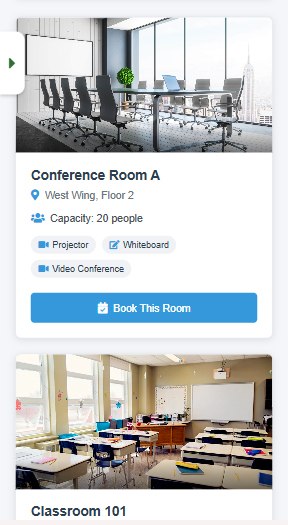 Conference Room A
West Wing, Floor 2
Capacity: 20 people
Projector
Whiteboard
Video Conference
Book This Room
Classroom 101